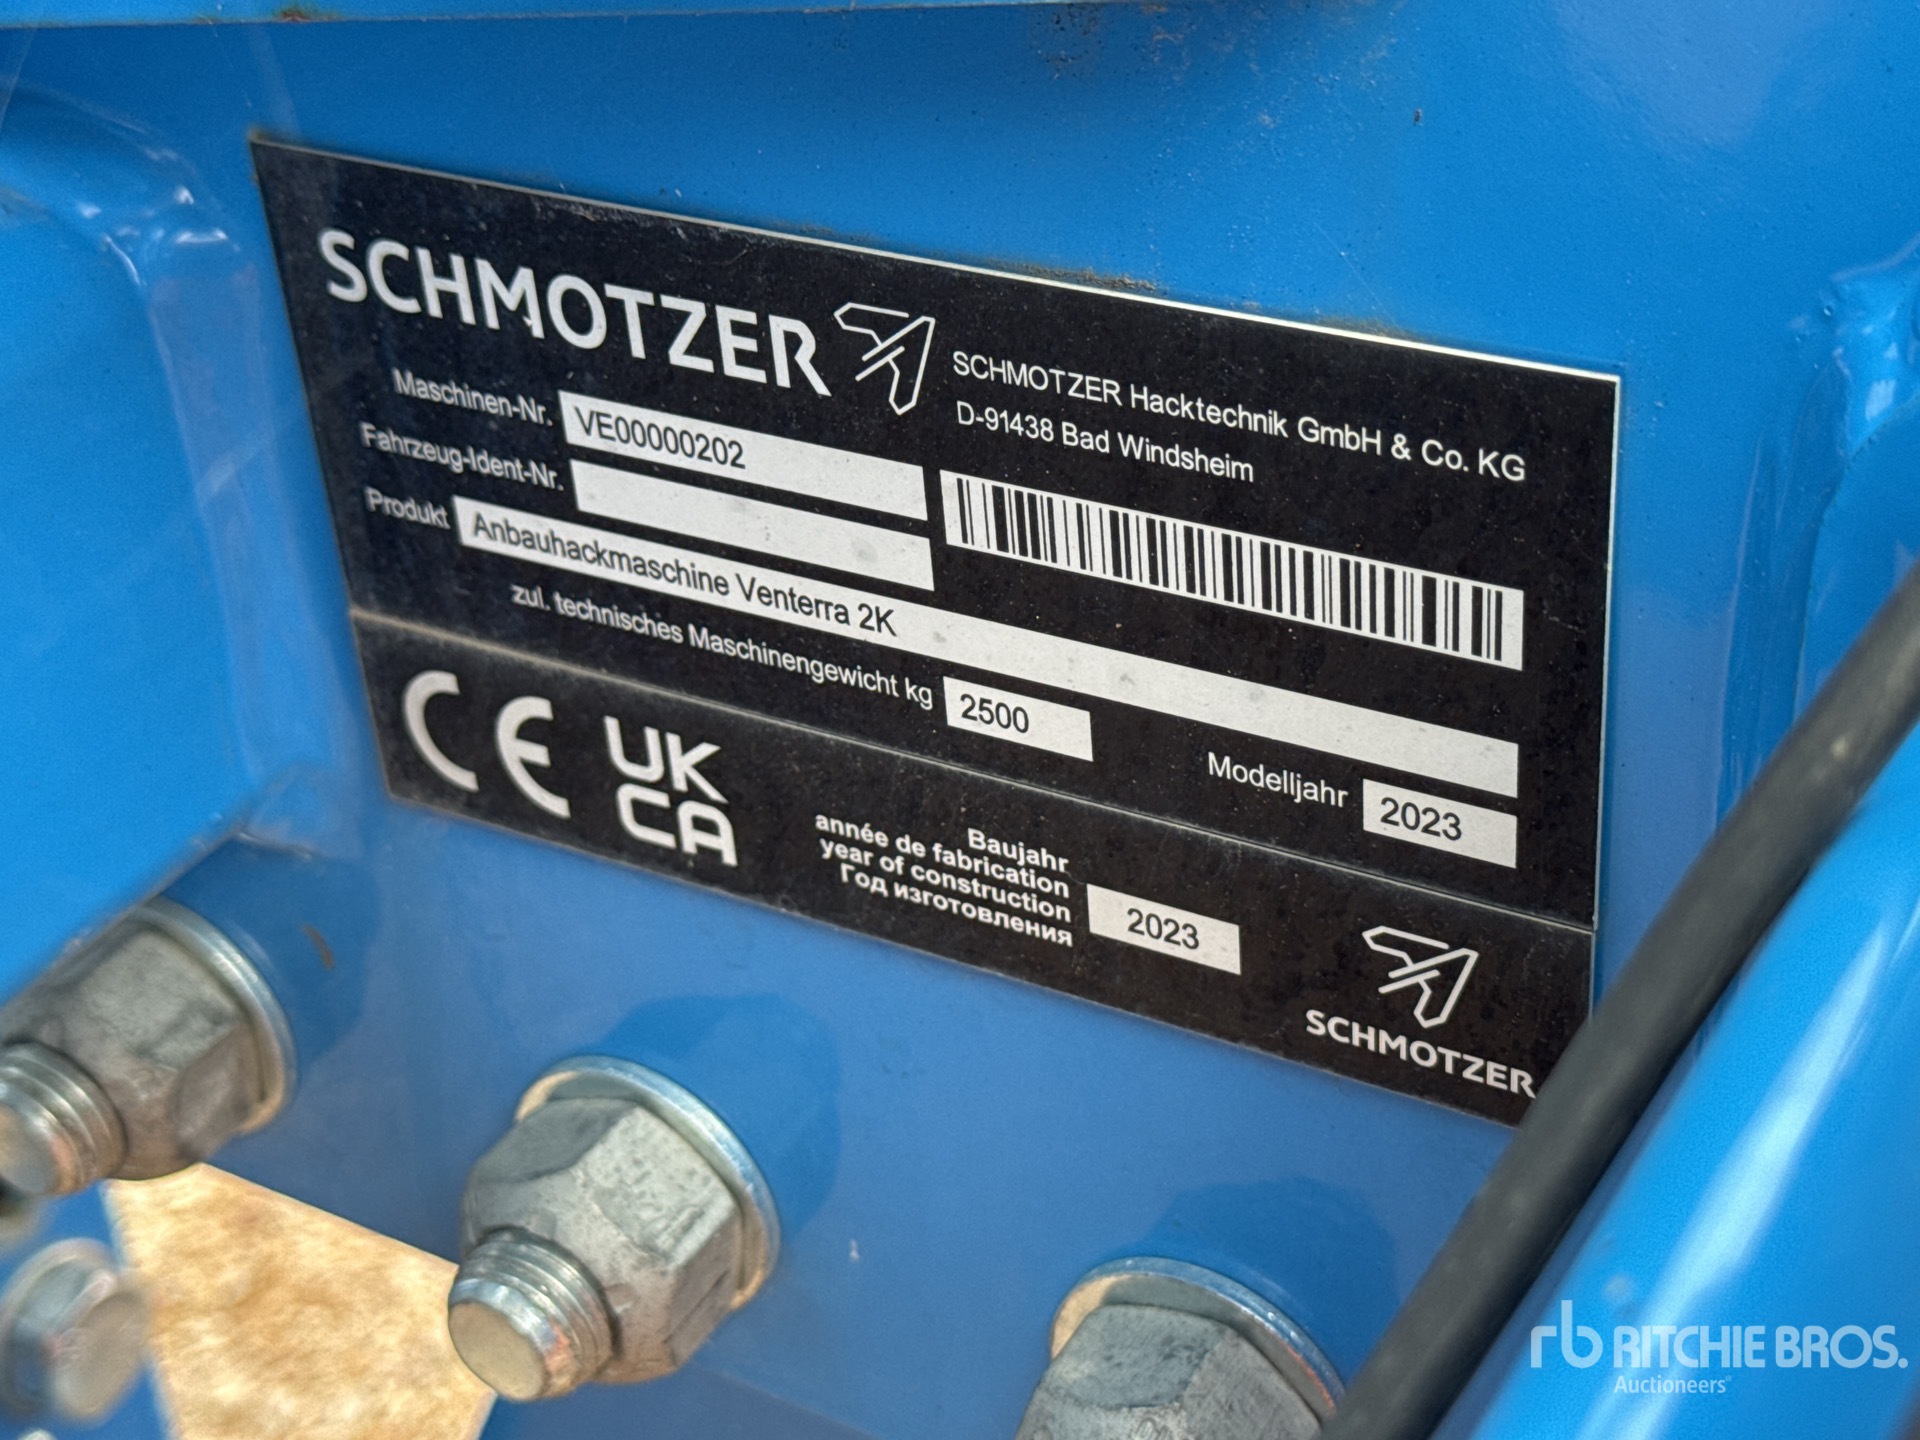 SCHMOTZER
SCHMOTZER Hacktechnik GmbH & Co. KG
D-91438 Bad Windsheim
Maschinen-Nr. VE00000202
Fahrzeug-Ident-Nr.
Produkt Anbauhackmaschine Venterra 2K
zul. technisches Maschinengewicht kg 2500
Modelljahr 2023
CE UK
CA
Baujahr
année de fabrication
year of construction
Год изготовления
2023
SCHMOTZER
rb RITCHIE BROS.
Auctioneers